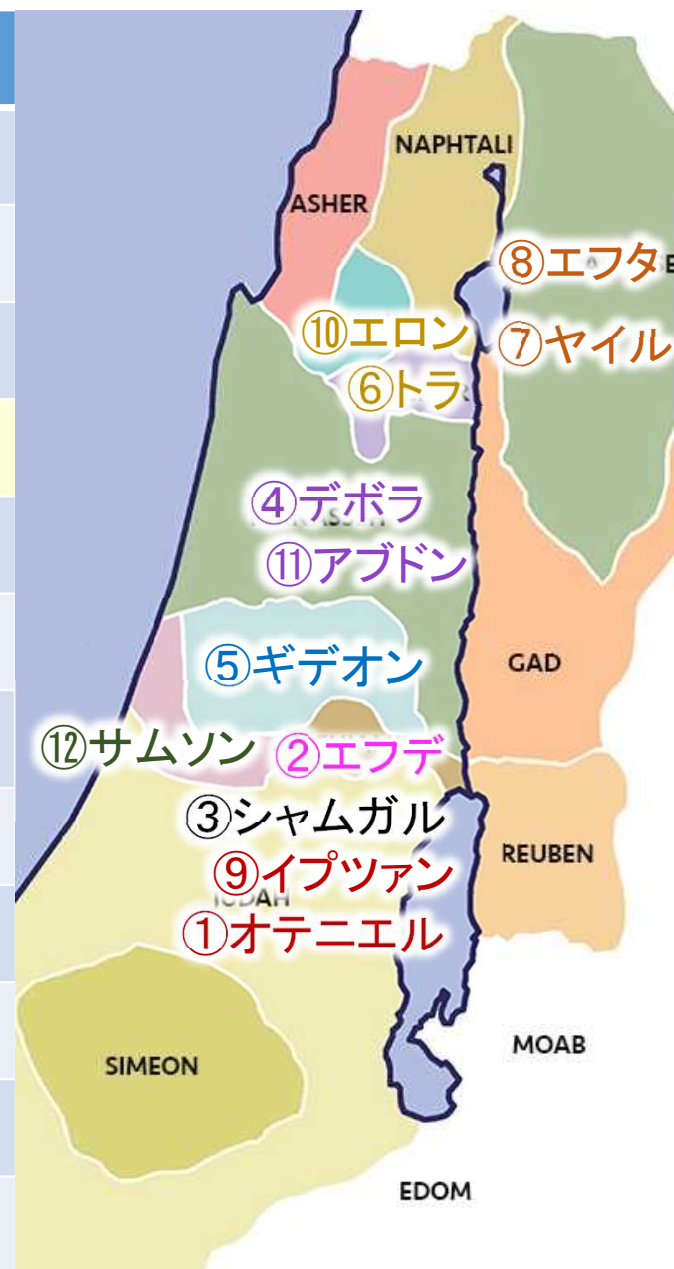 NAPHTALI
ASHER
⑧エフタ
⑩エロン
⑦ヤイル
⑥トラ
④デボラ
⑪アブドン
⑤ギデオン
GAD
⑫サムソン
②エフデ
③シャムガル
REUBEN
⑨イプツァン
JUDAH
①オテニエル
MOAB
SIMEON
EDOM